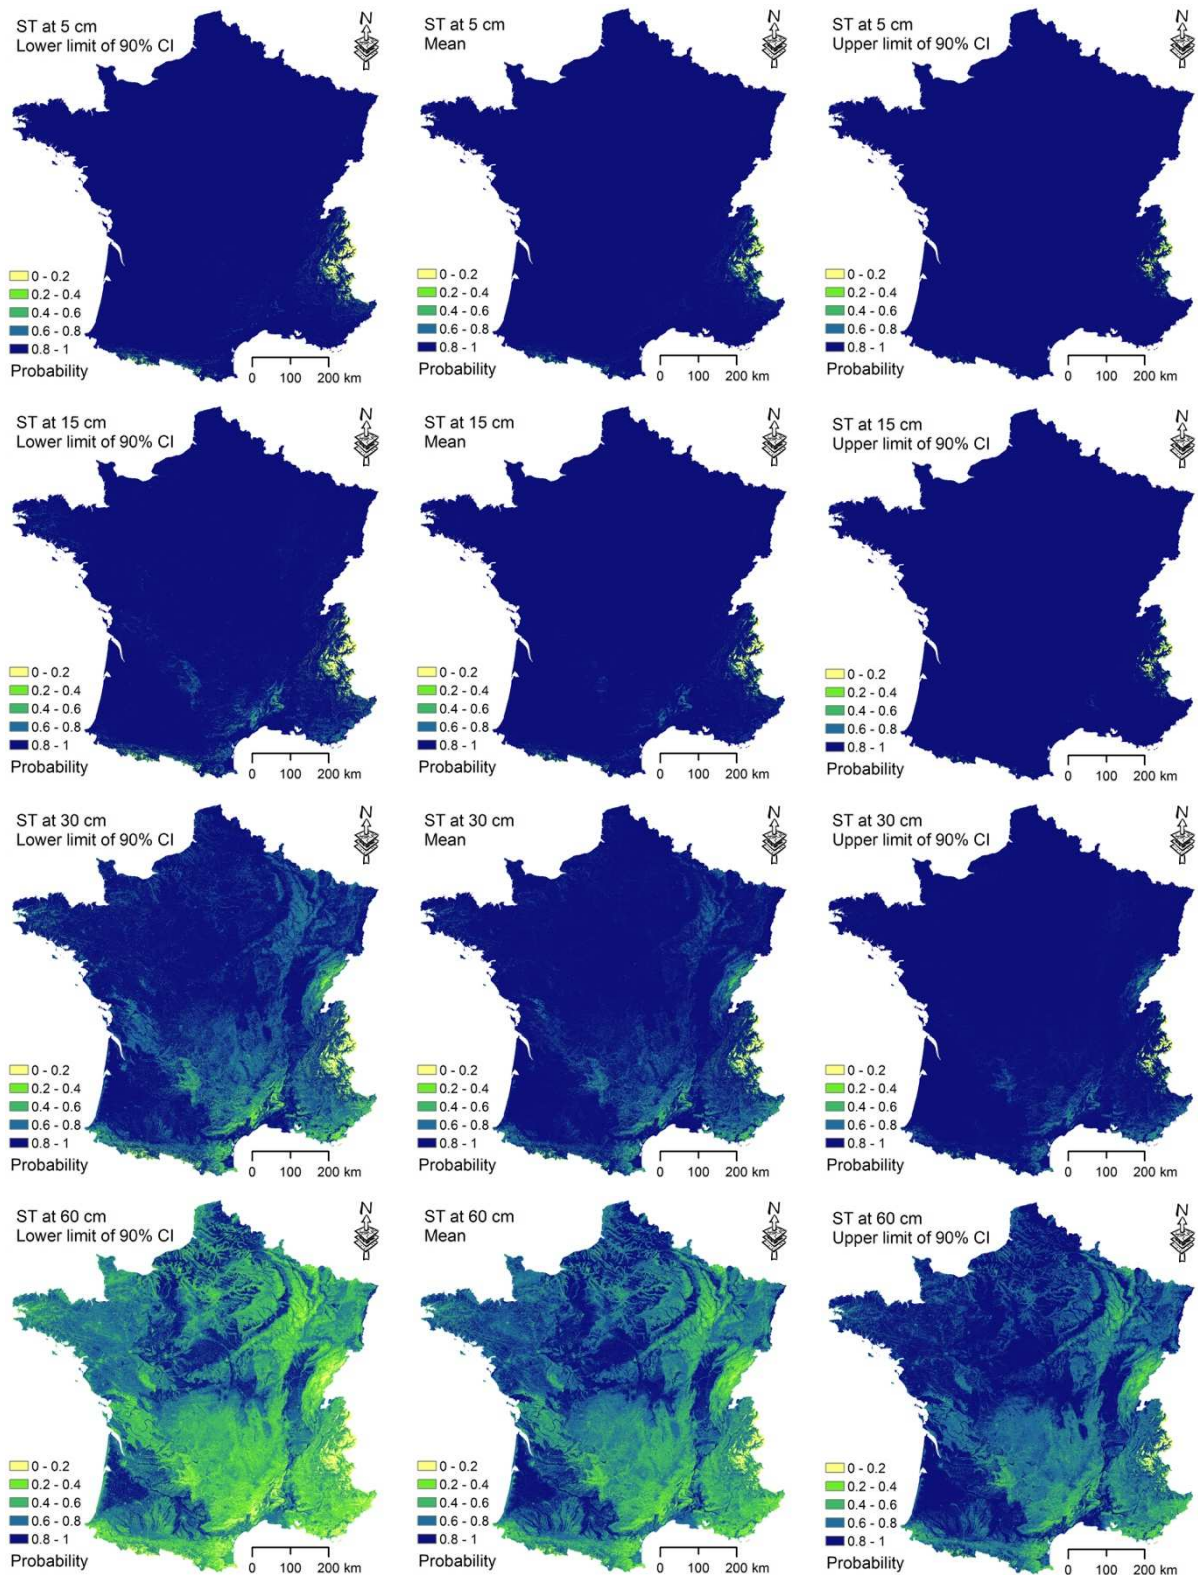 ST at 5 cm
Lower limit of 90% CI
N
0 - 0.2
0.2 - 0.4
0.4 - 0.6
0.6 - 0.8
0.8 - 1
Probability
0 100 200 km
ST at 5 cm
Mean
N
0 - 0.2
0.2 - 0.4
0.4 - 0.6
0.6 - 0.8
0.8 - 1
Probability
0 100 200 km
ST at 5 cm
Upper limit of 90% CI
N
0 - 0.2
0.2 - 0.4
0.4 - 0.6
0.6 - 0.8
0.8 - 1
Probability
0 100 200 km
ST at 15 cm
Lower limit of 90% CI
N
0 - 0.2
0.2 - 0.4
0.4 - 0.6
0.6 - 0.8
0.8 - 1
Probability
0 100 200 km
ST at 15 cm
Mean
N
0 - 0.2
0.2 - 0.4
0.4 - 0.6
0.6 - 0.8
0.8 - 1
Probability
0 100 200 km
ST at 15 cm
Upper limit of 90% CI
N
0 - 0.2
0.2 - 0.4
0.4 - 0.6
0.6 - 0.8
0.8 - 1
Probability
0 100 200 km
ST at 30 cm
Lower limit of 90% CI
N
0 - 0.2
0.2 - 0.4
0.4 - 0.6
0.6 - 0.8
0.8 - 1
Probability
0 100 200 km
ST at 30 cm
Mean
N
0 - 0.2
0.2 - 0.4
0.4 - 0.6
0.6 - 0.8
0.8 - 1
Probability
0 100 200 km
ST at 30 cm
Upper limit of 90% CI
N
0 - 0.2
0.2 - 0.4
0.4 - 0.6
0.6 - 0.8
0.8 - 1
Probability
0 100 200 km
ST at 60 cm
Lower limit of 90% CI
N
0 - 0.2
0.2 - 0.4
0.4 - 0.6
0.6 - 0.8
0.8 - 1
Probability
0 100 200 km
ST at 60 cm
Mean
N
0 - 0.2
0.2 - 0.4
0.4 - 0.6
0.6 - 0.8
0.8 - 1
Probability
0 100 200 km
ST at 60 cm
Upper limit of 90% CI
N
0 - 0.2
0.2 - 0.4
0.4 - 0.6
0.6 - 0.8
0.8 - 1
Probability
0 100 200 km